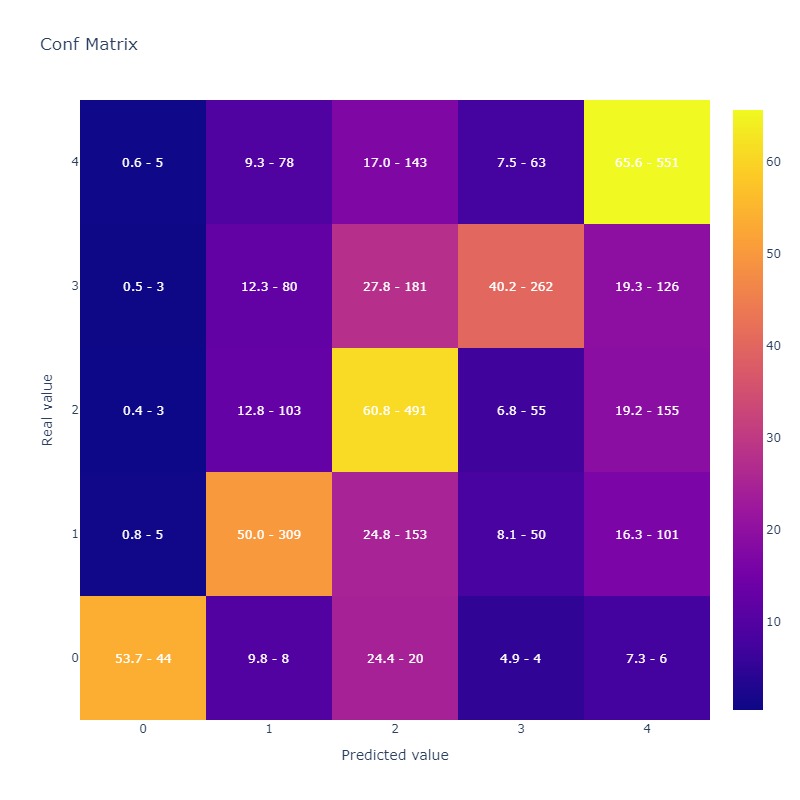 Conf Matrix
4
0.6 - 5
9.3 - 78
17.0 - 143
7.5 - 63
65.6 - 551
3
0.5 - 3
12.3 - 80
27.8 - 181
40.2 - 262
19.3 - 126
2
0.4 - 3
12.8 - 103
60.8 - 491
6.8 - 55
19.2 - 155
1
0.8 - 5
50.0 - 309
24.8 - 153
8.1 - 50
16.3 - 101
0
53.7 - 44
9.8 - 8
24.4 - 20
4.9 - 4
7.3 - 6
0
1
2
3
4
Predicted value
Real value
60
50
40
30
20
10